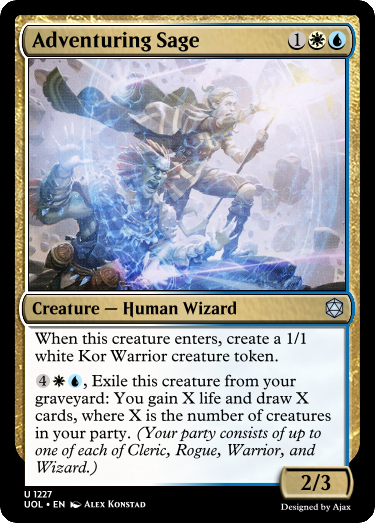 Adventuring Sage 1
Creature — Human Wizard
When this creature enters, create a 1/1
white Kor Warrior creature token.
4, Exile this creature from your
graveyard: You gain X life and draw X
cards, where X is the number of creatures
in your party. (Your party consists of up to
one of each of Cleric, Rogue, Warrior, and
Wizard.)
2/3
U 1227
UOL • EN Alex Konstad
Designed by Ajax